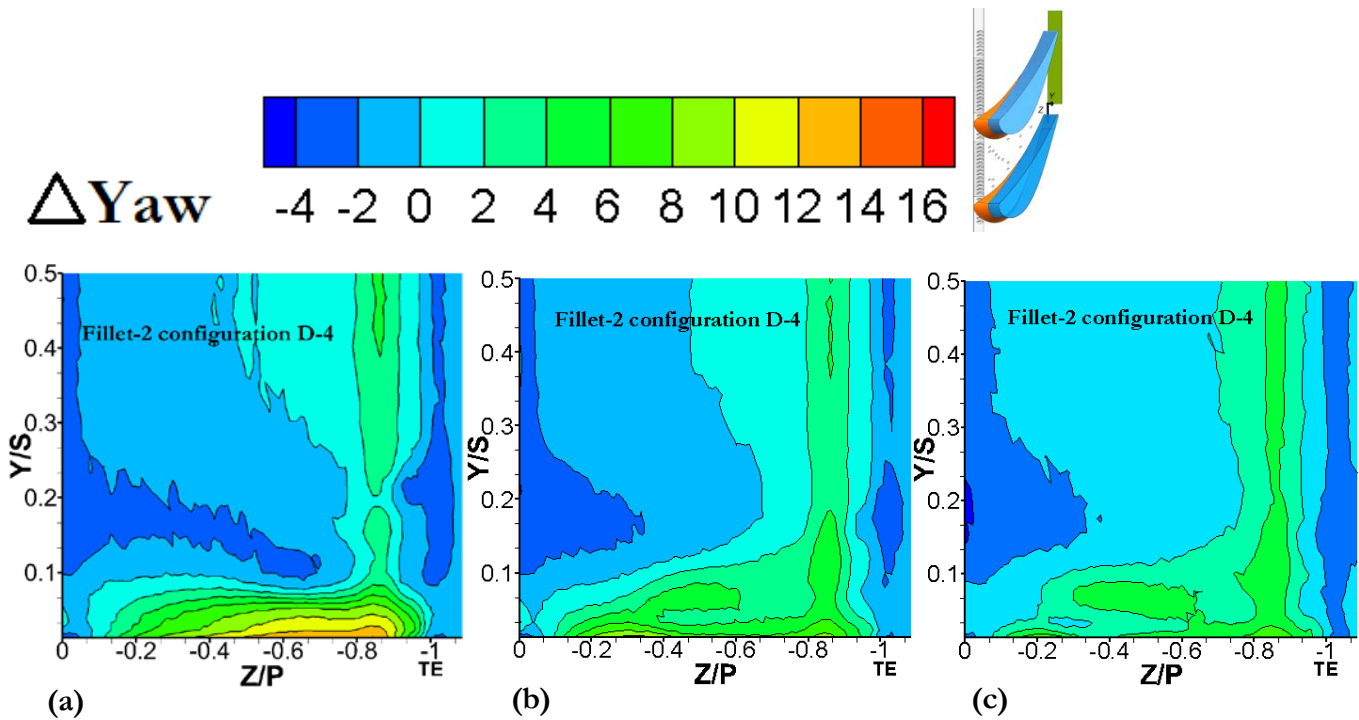 Y
Z
△Yaw
-4 -2 0 2 4 6 8 10 12 14 16
Fillet-2 configuration D-4
0.5
0.4
0.3
0.2
0.1
Y/S
0 -0.2 -0.4 -0.6 -0.8 -1
TE
Z/P
(a)
Fillet-2 configuration D-4
0.5
0.4
0.3
0.2
0.1
Y/S
0 -0.2 -0.4 -0.6 -0.8 -1
TE
Z/P
(b)
Fillet-2 configuration D-4
0.5
0.4
0.3
0.2
0.1
Y/S
0 -0.2 -0.4 -0.6 -0.8 -1
TE
Z/P
(c)